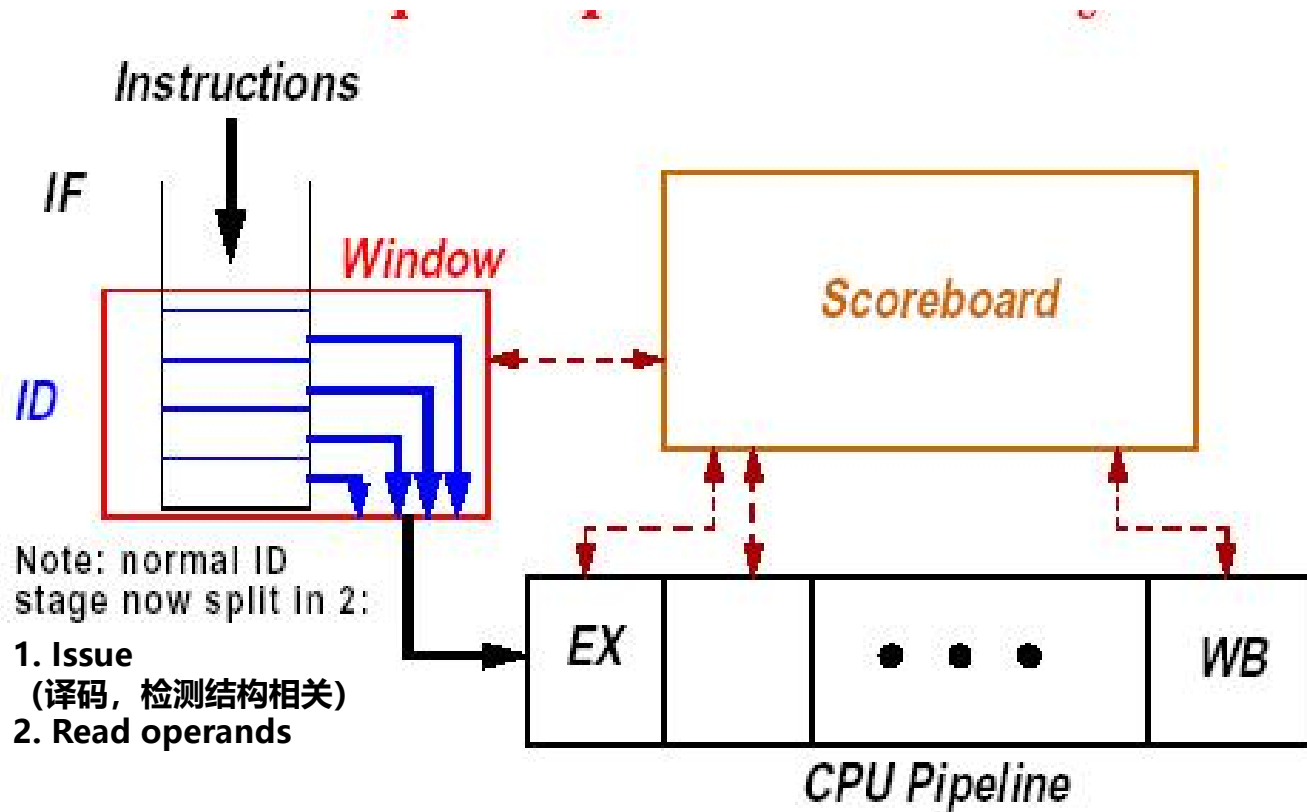 Instructions
IF
Window
Scoreboard
ID
Note: normal ID
stage now split in 2:
1. Issue
(译码，检测结构相关)
2. Read operands
EX
WB
CPU Pipeline